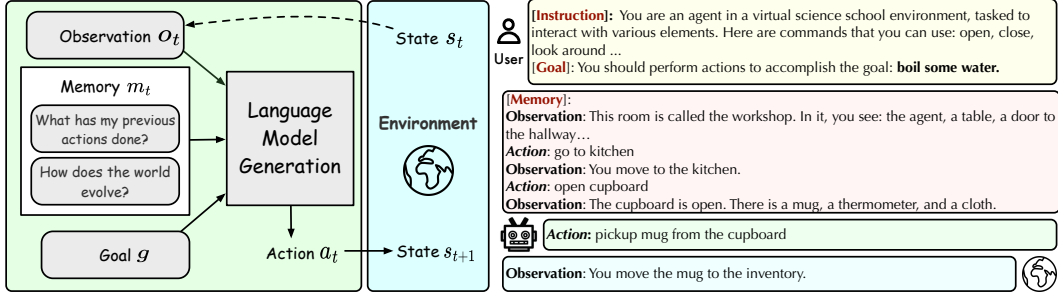 Observation oₜ
Memory mₜ
What has my previous
actions done?
How does the world
evolve?
Goal g
Language
Model
Generation
Action aₜ
State sₜ
Environment
State sₜ₊₁
User
[Instruction]: You are an agent in a virtual science school environment, tasked to
interact with various elements. Here are commands that you can use: open, close,
look around ...
[Goal]: You should perform actions to accomplish the goal: boil some water.
[Memory]:
Observation: This room is called the workshop. In it, you see: the agent, a table, a door to
the hallway…
Action: go to kitchen
Observation: You move to the kitchen.
Action: open cupboard
Observation: The cupboard is open. There is a mug, a thermometer, and a cloth.
Action: pickup mug from the cupboard
Observation: You move the mug to the inventory.